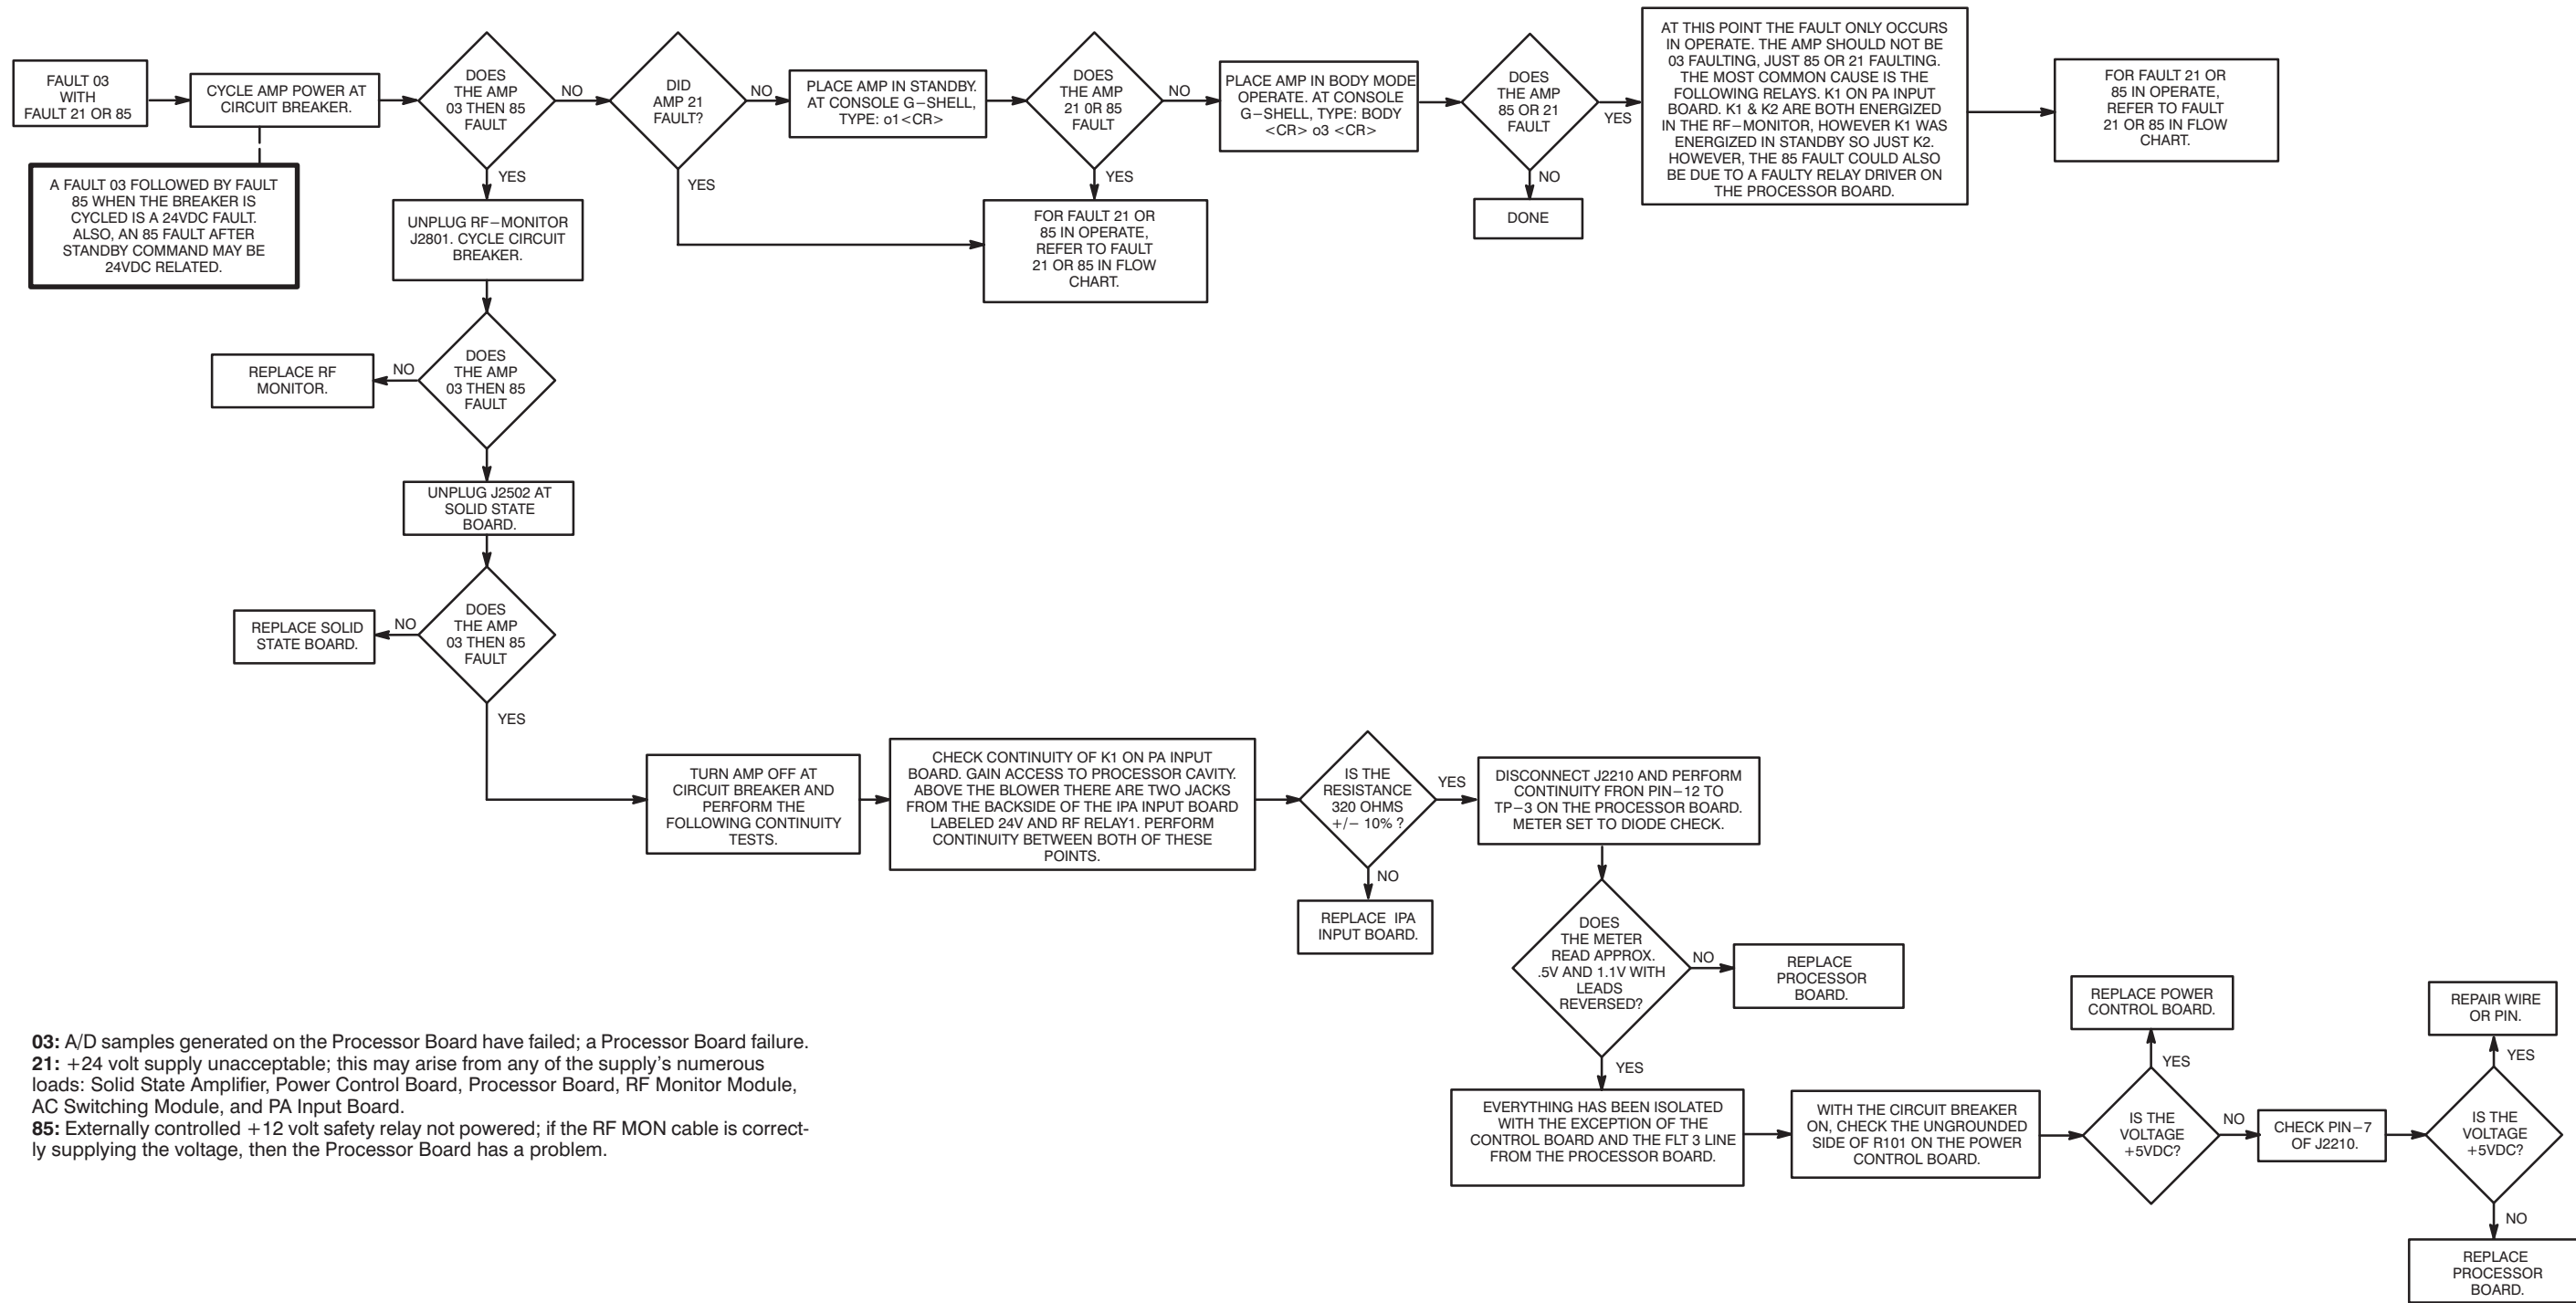 FAULT 03
WITH
FAULT 21 OR 85
CYCLE AMP POWER AT
CIRCUIT BREAKER.
A FAULT 03 FOLLOWED BY FAULT
85 WHEN THE BREAKER IS
CYCLED IS A 24VDC FAULT.
ALSO, AN 85 FAULT AFTER
STANDBY COMMAND MAY BE
24VDC RELATED.
DOES
THE AMP
03 THEN 85
FAULT
NO
YES
DID
AMP 21
FAULT?
NO
YES
PLACE AMP IN STANDBY.
AT CONSOLE G−SHELL,
TYPE: o1<CR>
DOES
THE AMP
21 0R 85
FAULT
NO
YES
FOR FAULT 21 OR
85 IN OPERATE,
REFER TO FAULT
21 OR 85 IN FLOW
CHART.
PLACE AMP IN BODY MODE
OPERATE. AT CONSOLE
G−SHELL, TYPE: BODY
<CR> o3 <CR>
DOES
THE AMP
85 OR 21
FAULT
YES
NO
DONE
AT THIS POINT THE FAULT ONLY OCCURS
IN OPERATE. THE AMP SHOULD NOT BE
03 FAULTING, JUST 85 OR 21 FAULTING.
THE MOST COMMON CAUSE IS THE
FOLLOWING RELAYS. K1 ON PA INPUT
BOARD. K1 & K2 ARE BOTH ENERGIZED
IN THE RF−MONITOR, HOWEVER K1 WAS
ENERGIZED IN STANDBY SO JUST K2.
HOWEVER, THE 85 FAULT COULD ALSO
BE DUE TO A FAULTY RELAY DRIVER ON
THE PROCESSOR BOARD.
FOR FAULT 21 OR
85 IN OPERATE,
REFER TO FAULT
21 OR 85 IN FLOW
CHART.
UNPLUG RF−MONITOR
J2801. CYCLE CIRCUIT
BREAKER.
DOES
THE AMP
03 THEN 85
FAULT
NO
REPLACE RF
MONITOR.
UNPLUG J2502 AT
SOLID STATE
BOARD.
DOES
THE AMP
03 THEN 85
FAULT
NO
REPLACE SOLID
STATE BOARD.
YES
TURN AMP OFF AT
CIRCUIT BREAKER AND
PERFORM THE
FOLLOWING CONTINUITY
TESTS.
CHECK CONTINUITY OF K1 ON PA INPUT
BOARD. GAIN ACCESS TO PROCESSOR CAVITY.
ABOVE THE BLOWER THERE ARE TWO JACKS
FROM THE BACKSIDE OF THE IPA INPUT BOARD
LABELED 24V AND RF RELAY1. PERFORM
CONTINUITY BETWEEN BOTH OF THESE
POINTS.
IS THE
RESISTANCE
320 OHMS
+/− 10% ?
YES
NO
REPLACE IPA
INPUT BOARD.
DISCONNECT J2210 AND PERFORM
CONTINUITY FRON PIN−12 TO
TP−3 ON THE PROCESSOR BOARD.
METER SET TO DIODE CHECK.
DOES
THE METER
READ APPROX.
.5V AND 1.1V WITH
LEADS
REVERSED?
NO
REPLACE
PROCESSOR
BOARD.
YES
EVERYTHING HAS BEEN ISOLATED
WITH THE EXCEPTION OF THE
CONTROL BOARD AND THE FLT 3 LINE
FROM THE PROCESSOR BOARD.
WITH THE CIRCUIT BREAKER
ON, CHECK THE UNGROUNDED
SIDE OF R101 ON THE POWER
CONTROL BOARD.
IS THE
VOLTAGE
+5VDC?
YES
REPLACE POWER
CONTROL BOARD.
NO
CHECK PIN−7
OF J2210.
IS THE
VOLTAGE
+5VDC?
YES
REPAIR WIRE
OR PIN.
NO
REPLACE
PROCESSOR
BOARD.
03: A/D samples generated on the Processor Board have failed; a Processor Board failure.
21: +24 volt supply unacceptable; this may arise from any of the supply's numerous
loads: Solid State Amplifier, Power Control Board, Processor Board, RF Monitor Module,
AC Switching Module, and PA Input Board.
85: Externally controlled +12 volt safety relay not powered; if the RF MON cable is correct-
ly supplying the voltage, then the Processor Board has a problem.